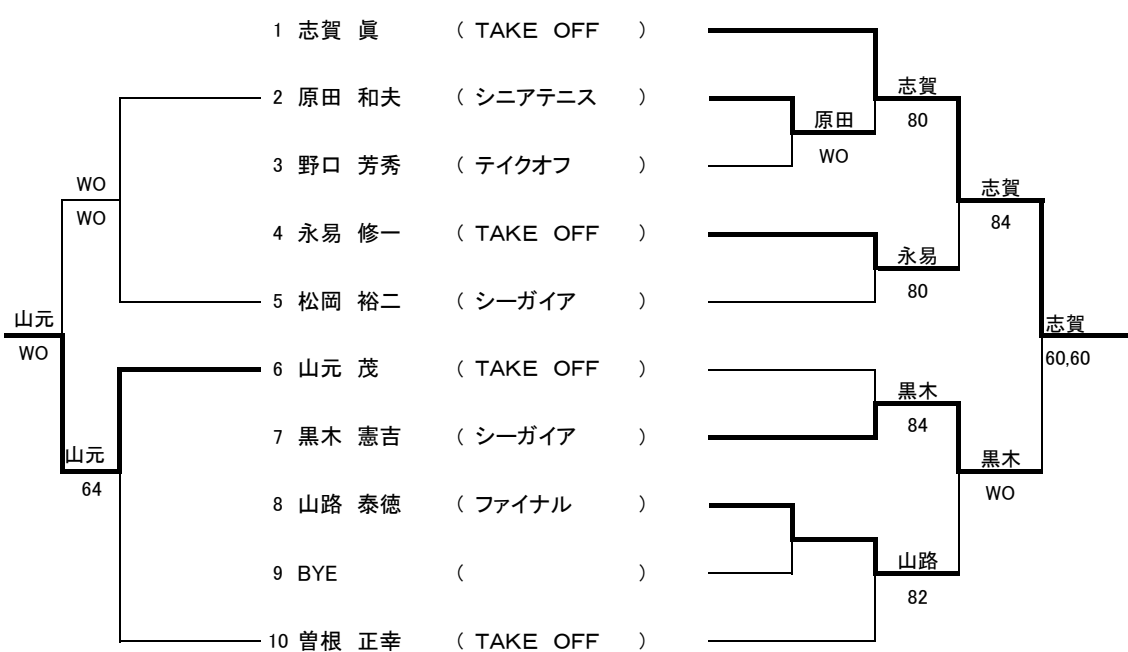 1 志賀 眞 ( TAKE OFF )
志賀
2 原田 和夫 ( シニアテニス )
原田
80
WO
3 野口 芳秀 ( テイクオフ )
WO
志賀
WO
4 永易 修一 ( TAKE OFF )
84
永易
80
5 松岡 裕二 ( シーガイア )
山元
志賀
WO
60,60
6 山元 茂 ( TAKE OFF )
黒木
84
7 黒木 憲吉 ( シーガイア )
山元
黒木
64
WO
8 山路 泰徳 ( ファイナル )
山路
9 BYE ( )
82
10 曽根 正幸 ( TAKE OFF )